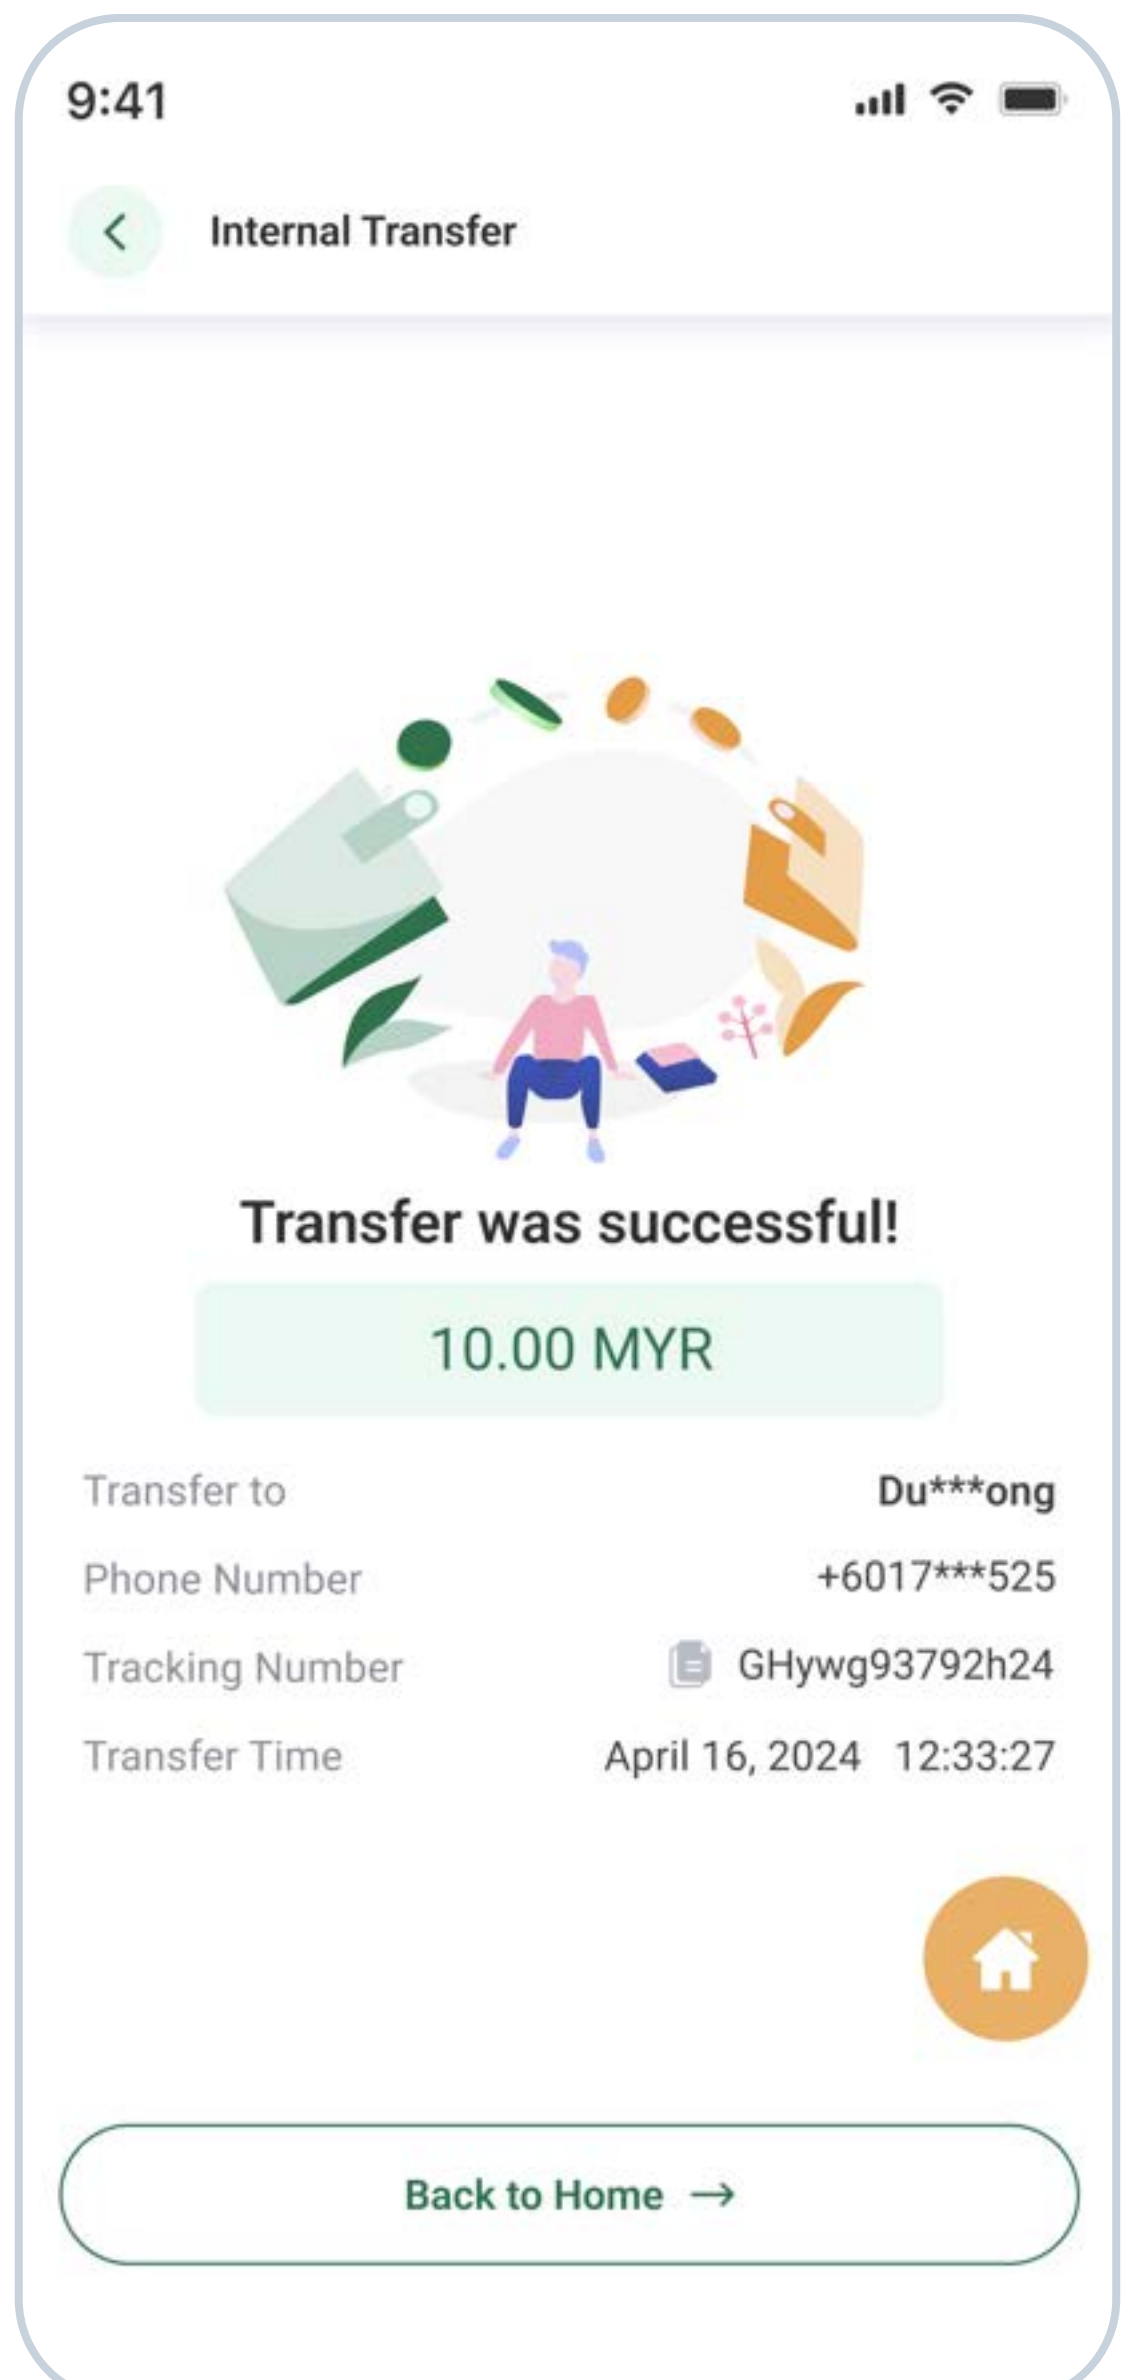 9:41
Internal Transfer
Transfer was successful!
10.00 MYR
Transfer to Du***ong
Phone Number +6017***525
Tracking Number GHywg93792h24
Transfer Time April 16, 2024 12:33:27
Back to Home →